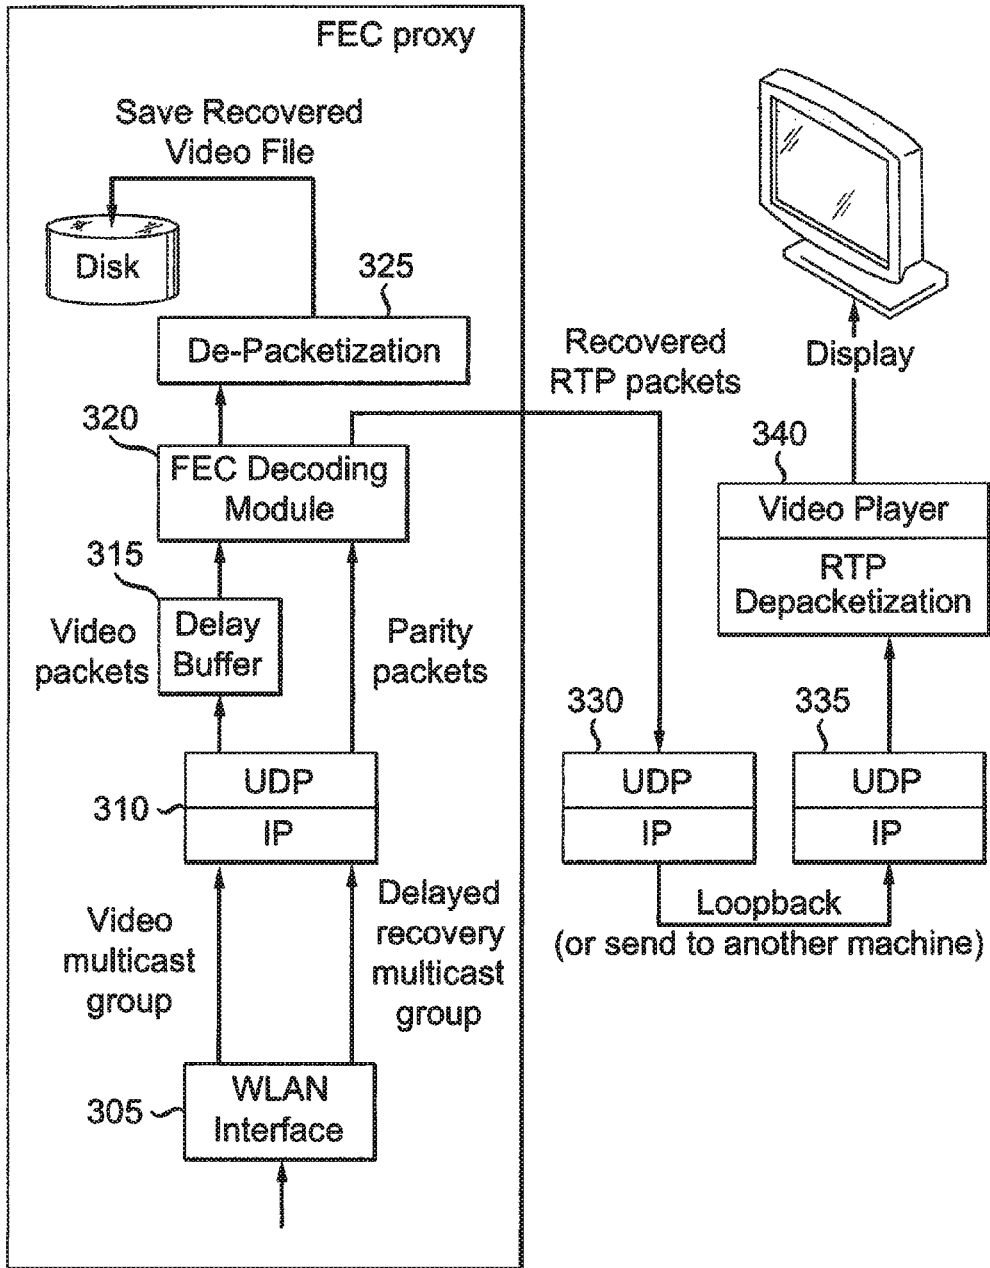 FEC proxy
Save Recovered
Video File
Disk
325
De-Packetization
320
FEC Decoding
Module
315
Delay
Buffer
Video
packets
Parity
packets
310
UDP
IP
Video
multicast
group
Delayed
recovery
multicast
group
305
WLAN
Interface
Recovered
RTP packets
Display
340
Video Player
RTP
Depacketization
330
UDP
IP
335
UDP
IP
Loopback
(or send to another machine)